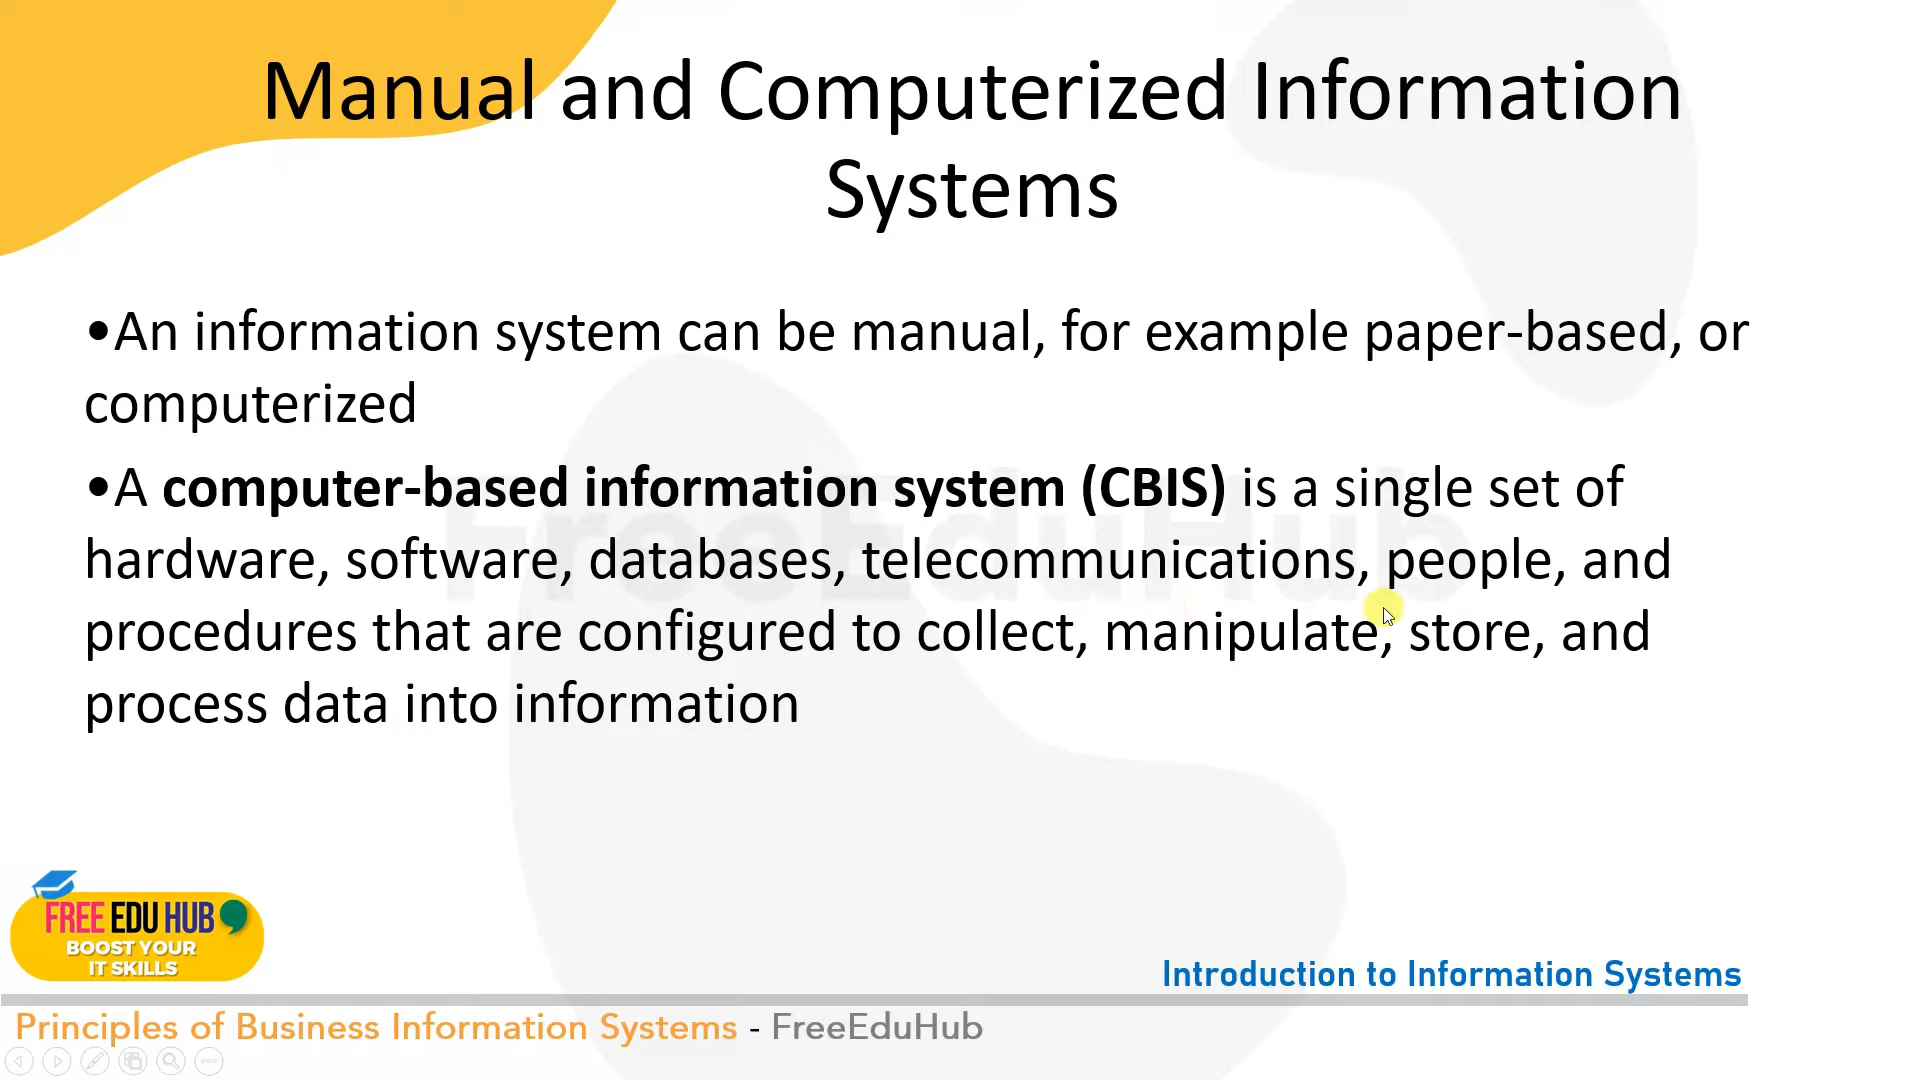 Manual and Computerized Information
Systems
•An information system can be manual, for example paper-based, or
computerized
•A computer-based information system (CBIS) is a single set of
hardware, software, databases, telecommunications, people, and
procedures that are configured to collect, manipulate, store, and
process data into information
FreeEduHub
FREE EDU HUB
BOOST YOUR
IT SKILLS
Introduction to Information Systems
Principles of Business Information Systems - FreeEduHub